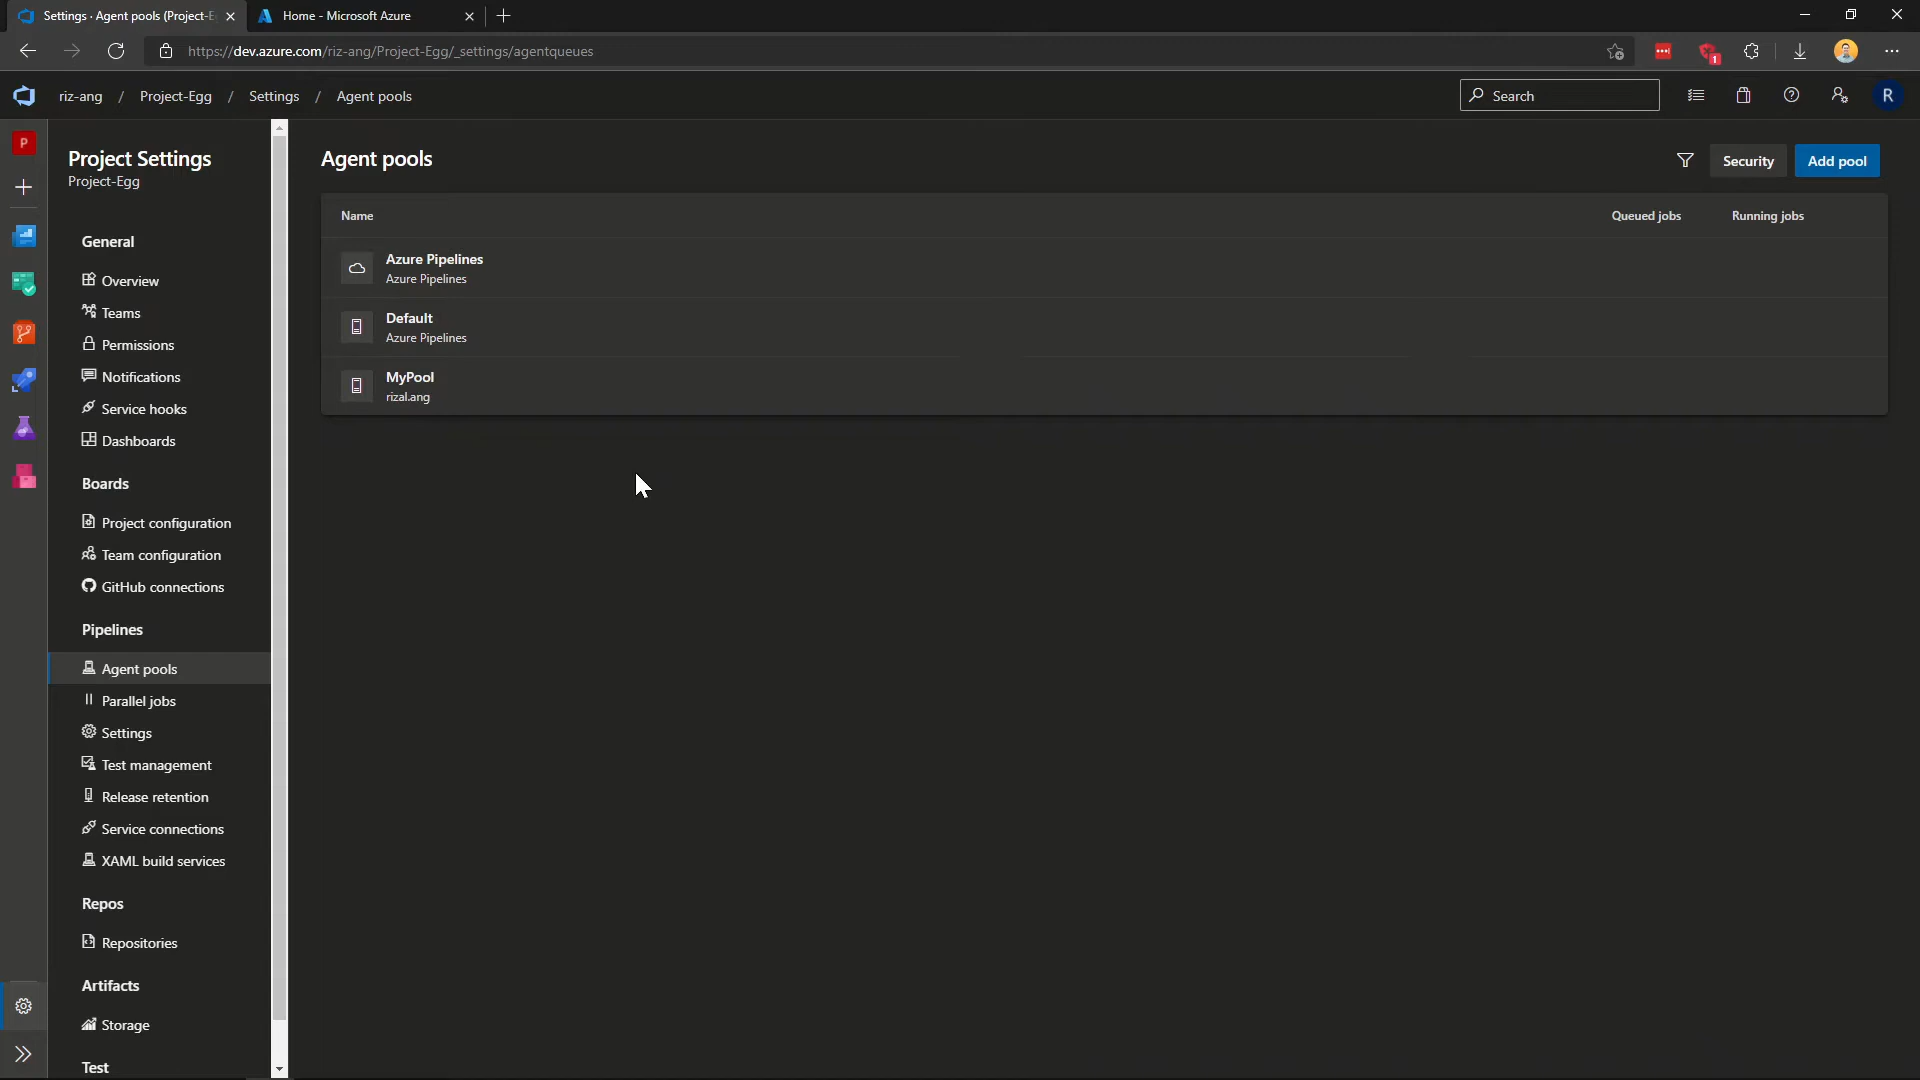 Settings · Agent pools (Project-E
Home - Microsoft Azure
https://dev.azure.com/riz-ang/Project-Egg/_settings/agentqueues
1
riz-ang / Project-Egg / Settings / Agent pools
Search
R
P
Project Settings
Project-Egg
General
Overview
Teams
Permissions
Notifications
Service hooks
Dashboards
Boards
Project configuration
Team configuration
GitHub connections
Pipelines
Agent pools
Parallel jobs
Settings
Test management
Release retention
Service connections
XAML build services
Repos
Repositories
Artifacts
Storage
Test
Agent pools
Security
Add pool
Name
Queued jobs
Running jobs
Azure Pipelines
Azure Pipelines
Default
Azure Pipelines
MyPool
rizal.ang